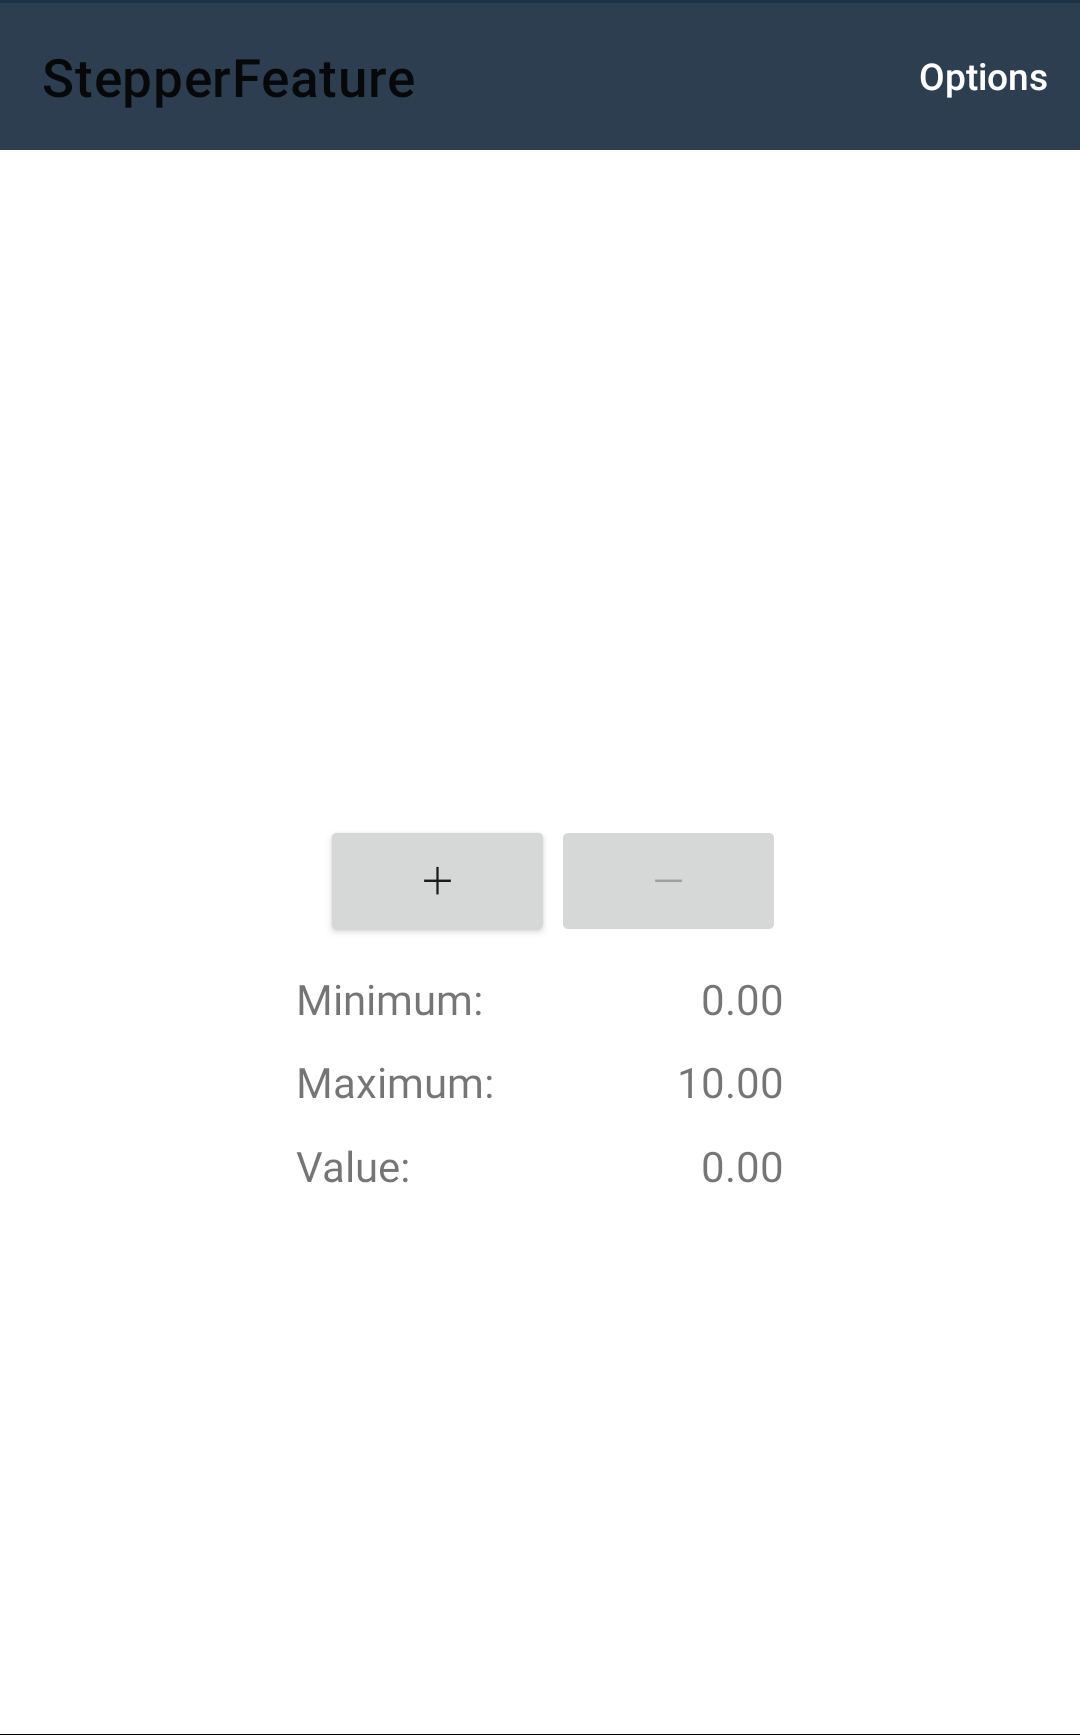 StepperFeature Options
+ −
Minimum: 0.00
Maximum: 10.00
Value: 0.00